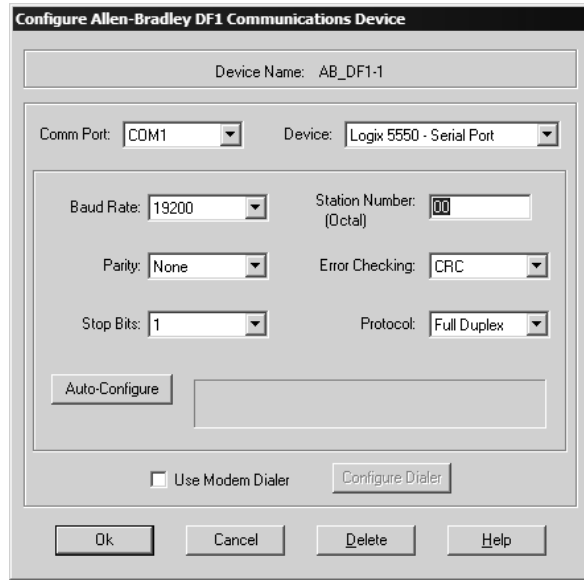 Configure Allen-Bradley DF1 Communications Device
Device Name: AB_DF1-1
Comm Port: COM1 Device: Logix 5550 - Serial Port
Baud Rate: 19200 Station Number: 00
(Octal)
Parity: None Error Checking: CRC
Stop Bits: 1 Protocol: Full Duplex
Auto-Configure
Use Modem Dialer Configure Dialer
Ok Cancel Delete Help